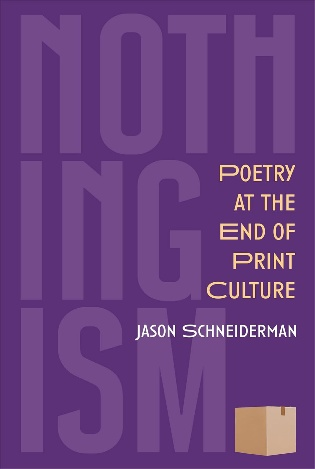 NOTH
ING
ISM
POETRY
AT THE
END OF
PRINT
CULTURE
JASON SCHNEIDERMAN